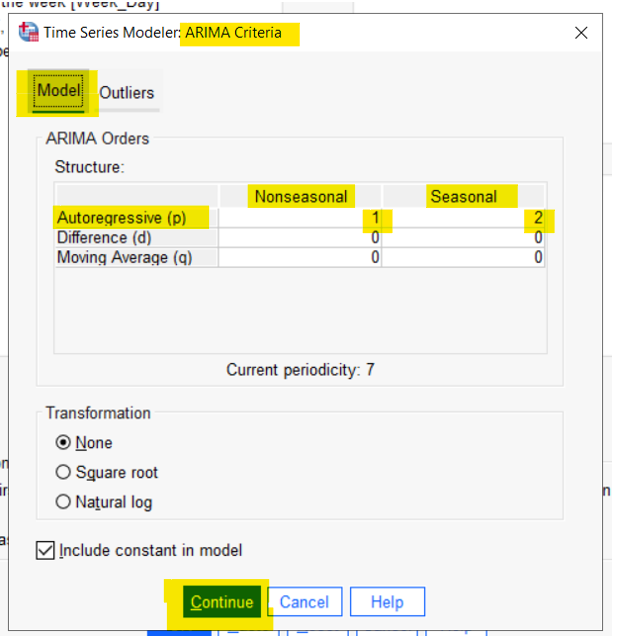 the week [Week_Day]
Time Series Modeler: ARIMA Criteria
Model Outliers
ARIMA Orders
Structure:
Nonseasonal Seasonal
Autoregressive (p) 1 2
Difference (d) 0 0
Moving Average (q) 0 0
Current periodicity: 7
Transformation
None
Square root
Natural log
Include constant in model
Continue Cancel Help